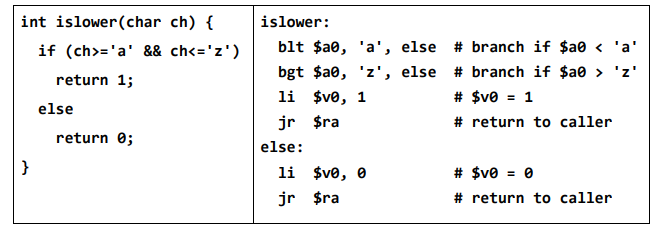 int islower(char ch) {
if (ch>='a' && ch<='z')
return 1;
else
return 0;
}
islower:
blt $a0, 'a', else # branch if $a0 < 'a'
bgt $a0, 'z', else # branch if $a0 > 'z'
li $v0, 1 # $v0 = 1
jr $ra # return to caller
else:
li $v0, 0 # $v0 = 0
jr $ra # return to caller